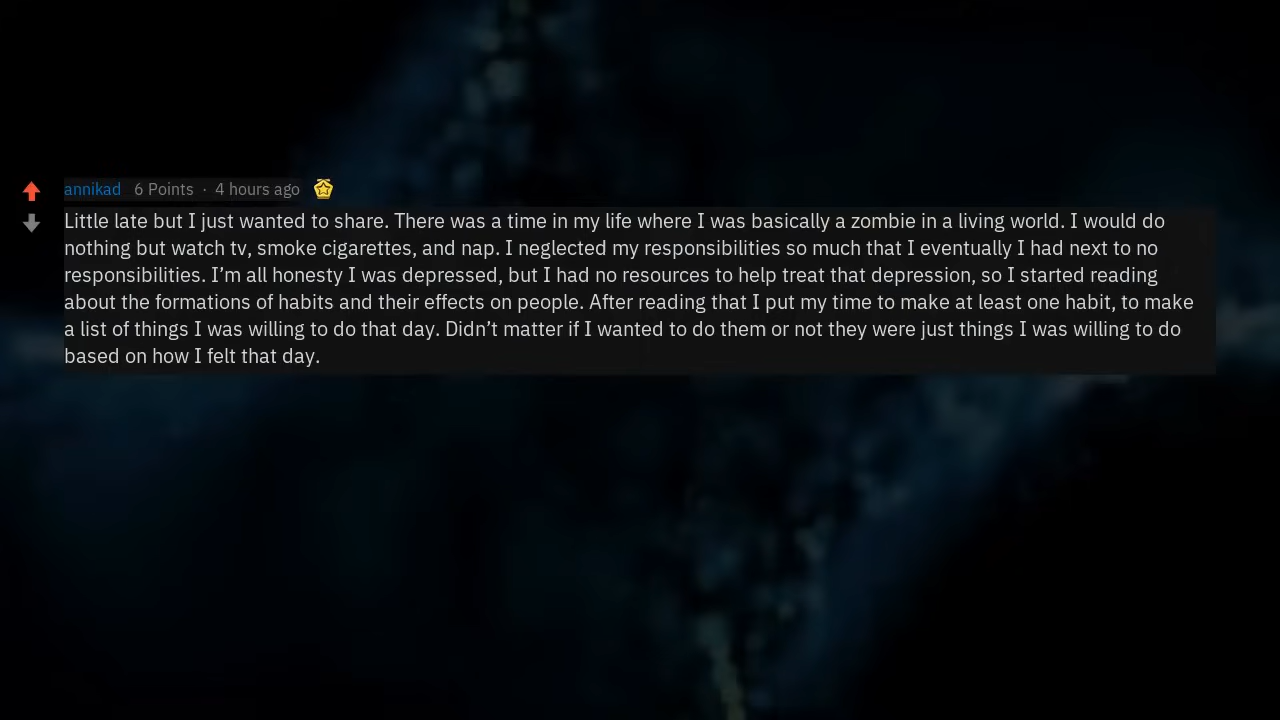 annikad 6 Points · 4 hours ago
Little late but I just wanted to share. There was a time in my life where I was basically a zombie in a living world. I would do
nothing but watch tv, smoke cigarettes, and nap. I neglected my responsibilities so much that I eventually I had next to no
responsibilities. I’m all honesty I was depressed, but I had no resources to help treat that depression, so I started reading
about the formations of habits and their effects on people. After reading that I put my time to make at least one habit, to make
a list of things I was willing to do that day. Didn’t matter if I wanted to do them or not they were just things I was willing to do
based on how I felt that day.